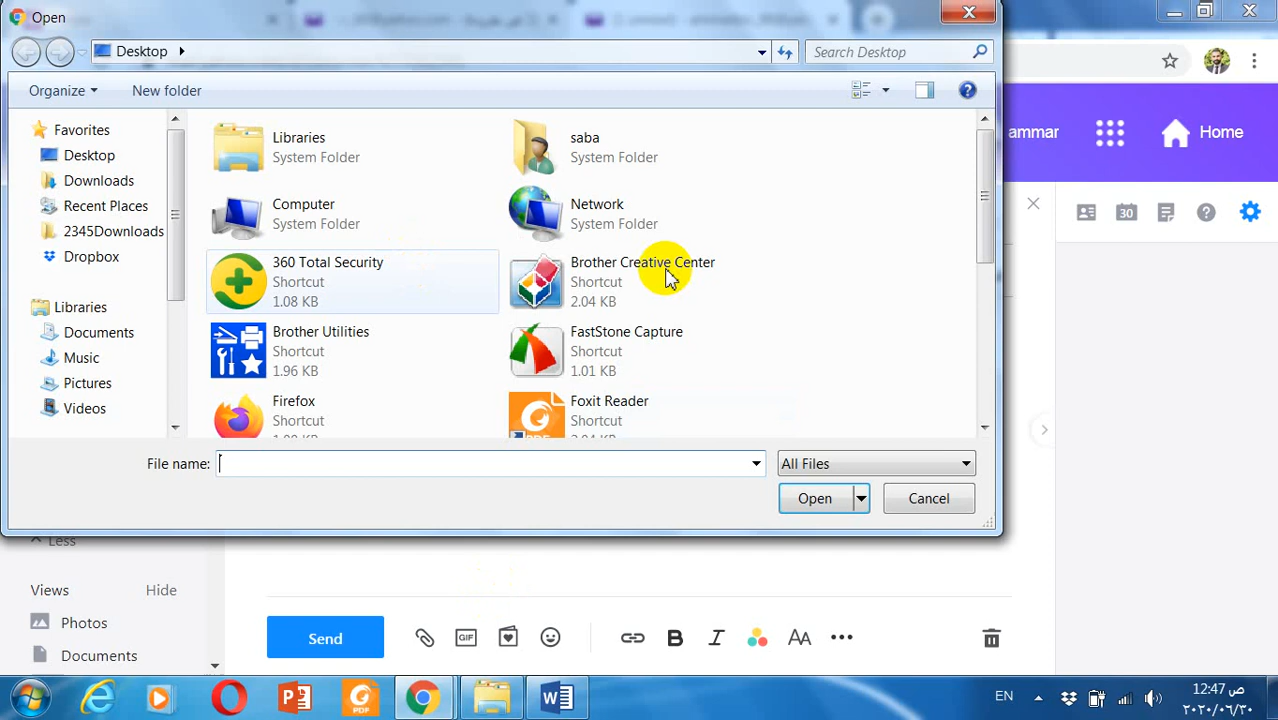 Open
Desktop
Search Desktop
Organize
New folder
ammar
Home
Favorites
Desktop
Downloads
Recent Places
2345Downloads
Dropbox
Libraries
Documents
Music
Pictures
Videos
Libraries
System Folder
saba
System Folder
Computer
System Folder
Network
System Folder
360 Total Security
Shortcut
1.08 KB
Brother Creative Center
Shortcut
2.04 KB
Brother Utilities
Shortcut
1.96 KB
FastStone Capture
Shortcut
1.01 KB
Firefox
Shortcut
Foxit Reader
Shortcut
30
File name:
All Files
Open
Cancel
Less
Views
Hide
Photos
Documents
Send
GIF
B
I
AA
PDF
EN
12:47 ص
٢٠٢٠/٠٦/٣٠